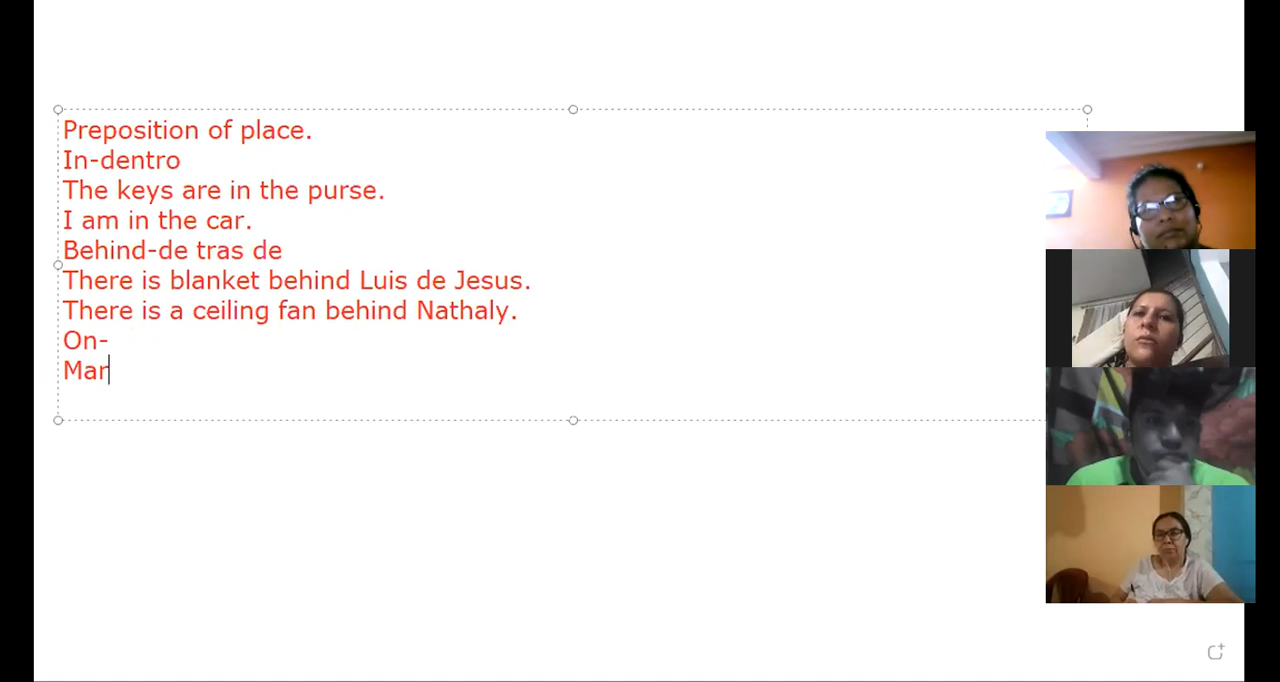 Preposition of place.
In-dentro
The keys are in the purse.
I am in the car.
Behind-de tras de
There is blanket behind Luis de Jesus.
There is a ceiling fan behind Nathaly.
On-
Mar